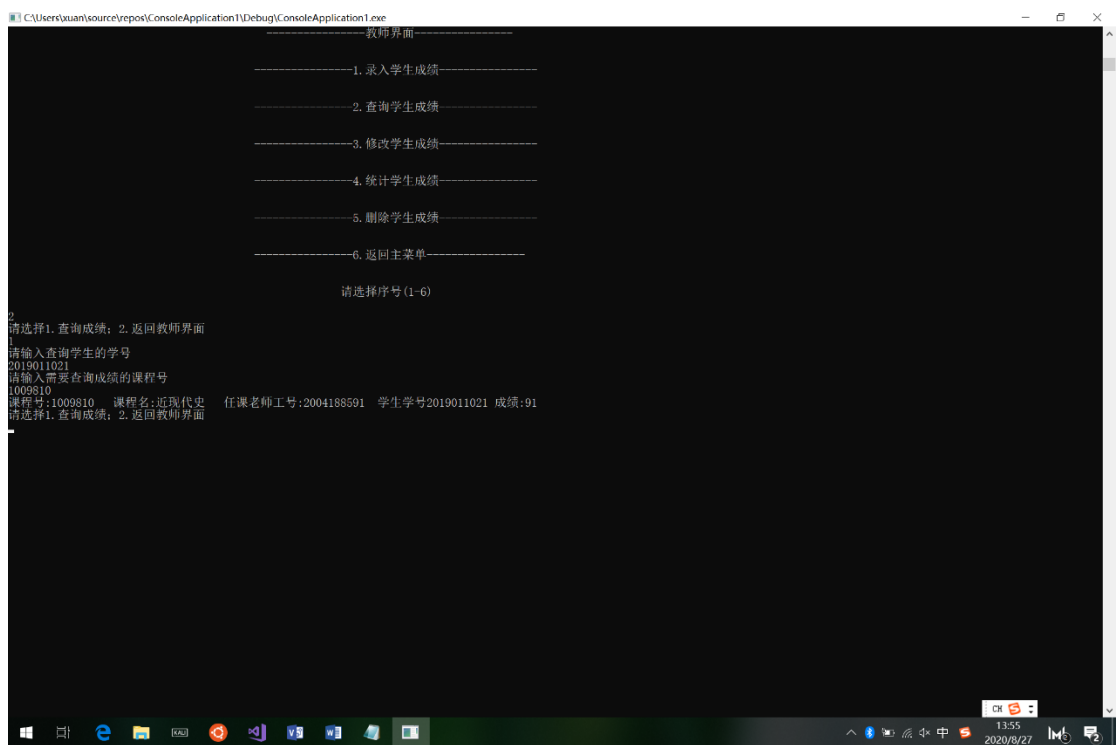 C:\Users\xuan\source\repos\ConsoleApplication1\Debug\ConsoleApplication1.exe
----------------教师界面----------------
----------------1.录入学生成绩----------------
----------------2.查询学生成绩----------------
----------------3.修改学生成绩----------------
----------------4.统计学生成绩----------------
----------------5.删除学生成绩----------------
----------------6.返回主菜单----------------
请选择序号(1-6)
2
请选择1.查询成绩; 2.返回教师界面
1
请输入查询学生的学号
2019011021
请输入需要查询成绩的课程号
1009810
课程号:1009810 课程名:近现代史 任课老师工号:2004188591 学生学号2019011021 成绩:91
请选择1.查询成绩; 2.返回教师界面
CH
KALI
中
13:55
2020/8/27